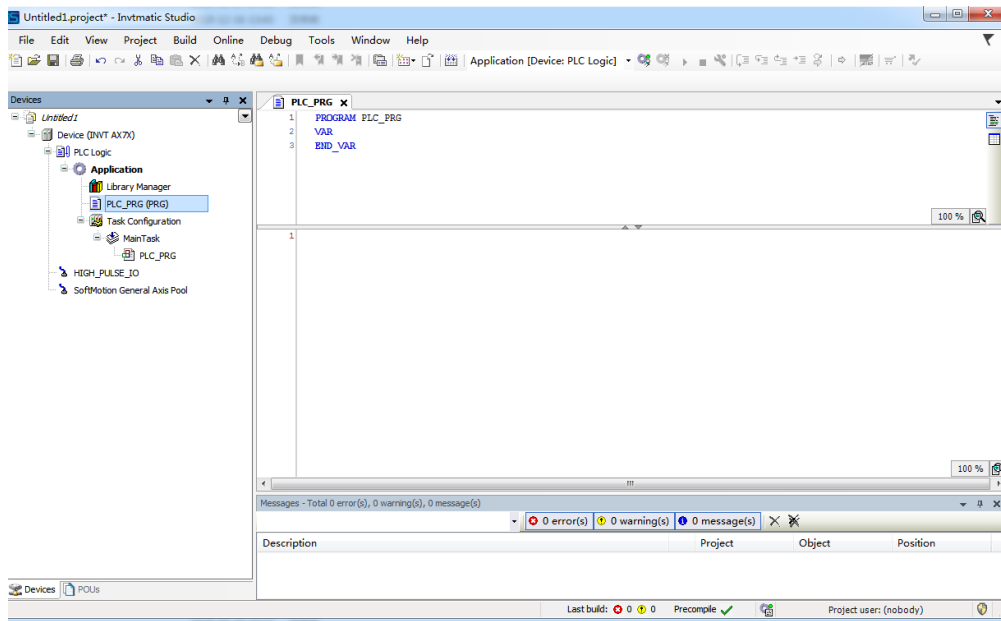 Untitled1.project* - Invtmatic Studio
File Edit View Project Build Online Debug Tools Window Help
Application [Device: PLC Logic]
Devices
Untitled1
Device (INVT AX7X)
PLC Logic
Application
Library Manager
PLC_PRG (PRG)
Task Configuration
MainTask
PLC_PRG
HIGH_PULSE_IO
SoftMotion General Axis Pool
Devices POUs
PLC_PRG
1 PROGRAM PLC_PRG
2 VAR
3 END_VAR
100 %
1
100 %
Messages - Total 0 error(s), 0 warning(s), 0 message(s)
0 error(s) 0 warning(s) 0 message(s)
Description Project Object Position
Last build: 0 0 Precompile Project user: (nobody)